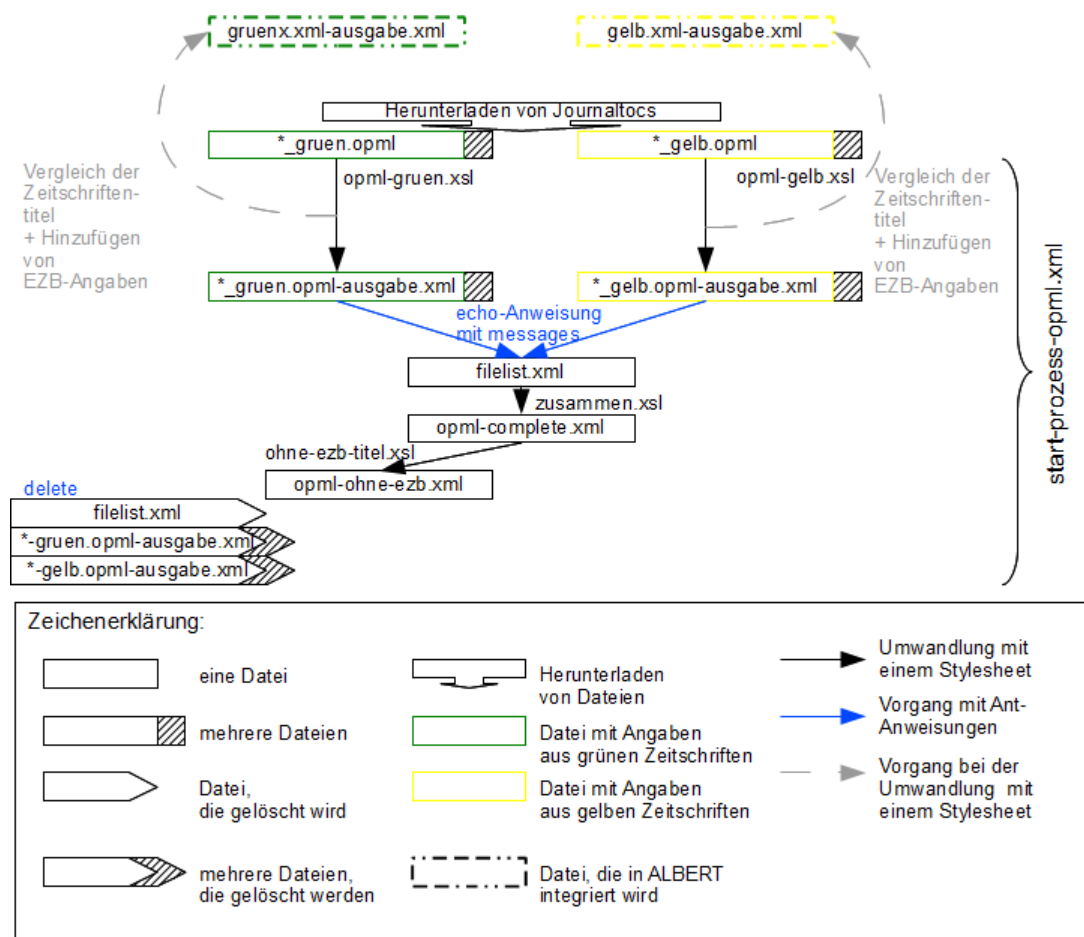 gruenx.xml-ausgabe.xml
gelb.xml-ausgabe.xml
Herunterladen von Journaltocs
*_gruen.opml
*_gelb.opml
opml-gruen.xsl
opml-gelb.xsl
Vergleich der
Zeitschriften-
titel
+ Hinzufügen
von
EZB-Angaben
Vergleich der
Zeitschriften-
titel
+ Hinzufügen
von
EZB-Angaben
*_gruen.opml-ausgabe.xml
*_gelb.opml-ausgabe.xml
echo-Anweisung
mit messages
filelist.xml
zusammen.xsl
opml-complete.xml
ohne-ezb-titel.xsl
opml-ohne-ezb.xml
start-prozess-opml.xml
delete
filelist.xml
*-gruen.opml-ausgabe.xml
*-gelb.opml-ausgabe.xml
Zeichenerklärung:
eine Datei
mehrere Dateien
Datei,
die gelöscht wird
mehrere Dateien,
die gelöscht werden
Herunterladen
von Dateien
Datei mit Angaben
aus grünen Zeitschriften
Datei mit Angaben
aus gelben Zeitschriften
Datei, die in ALBERT
integriert wird
Umwandlung mit
einem Stylesheet
Vorgang mit Ant-
Anweisungen
Vorgang bei der
Umwandlung mit
einem Stylesheet